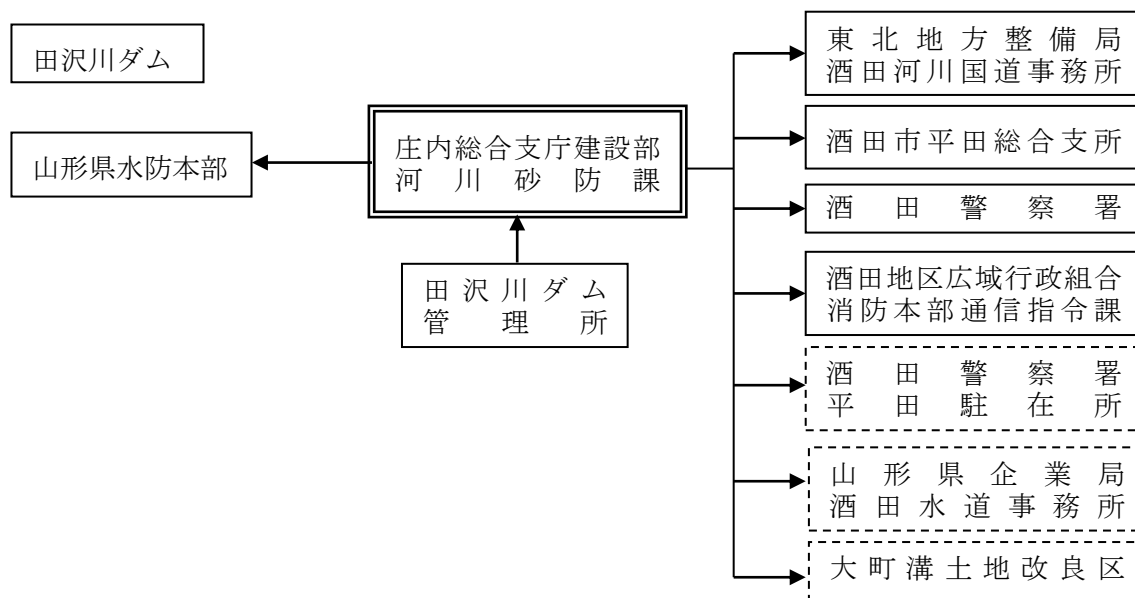 田沢川ダム
山形県水防本部
庄内総合支庁建設部
河川砂防課
田沢川ダム
管理所
東北地方整備局
酒田河川国道事務所
酒田市平田総合支所
酒田警察署
酒田地区広域行政組合
消防本部通信指令課
酒田警察署
平田駐在所
山形県企業局
酒田水道事務所
大町溝土地改良区